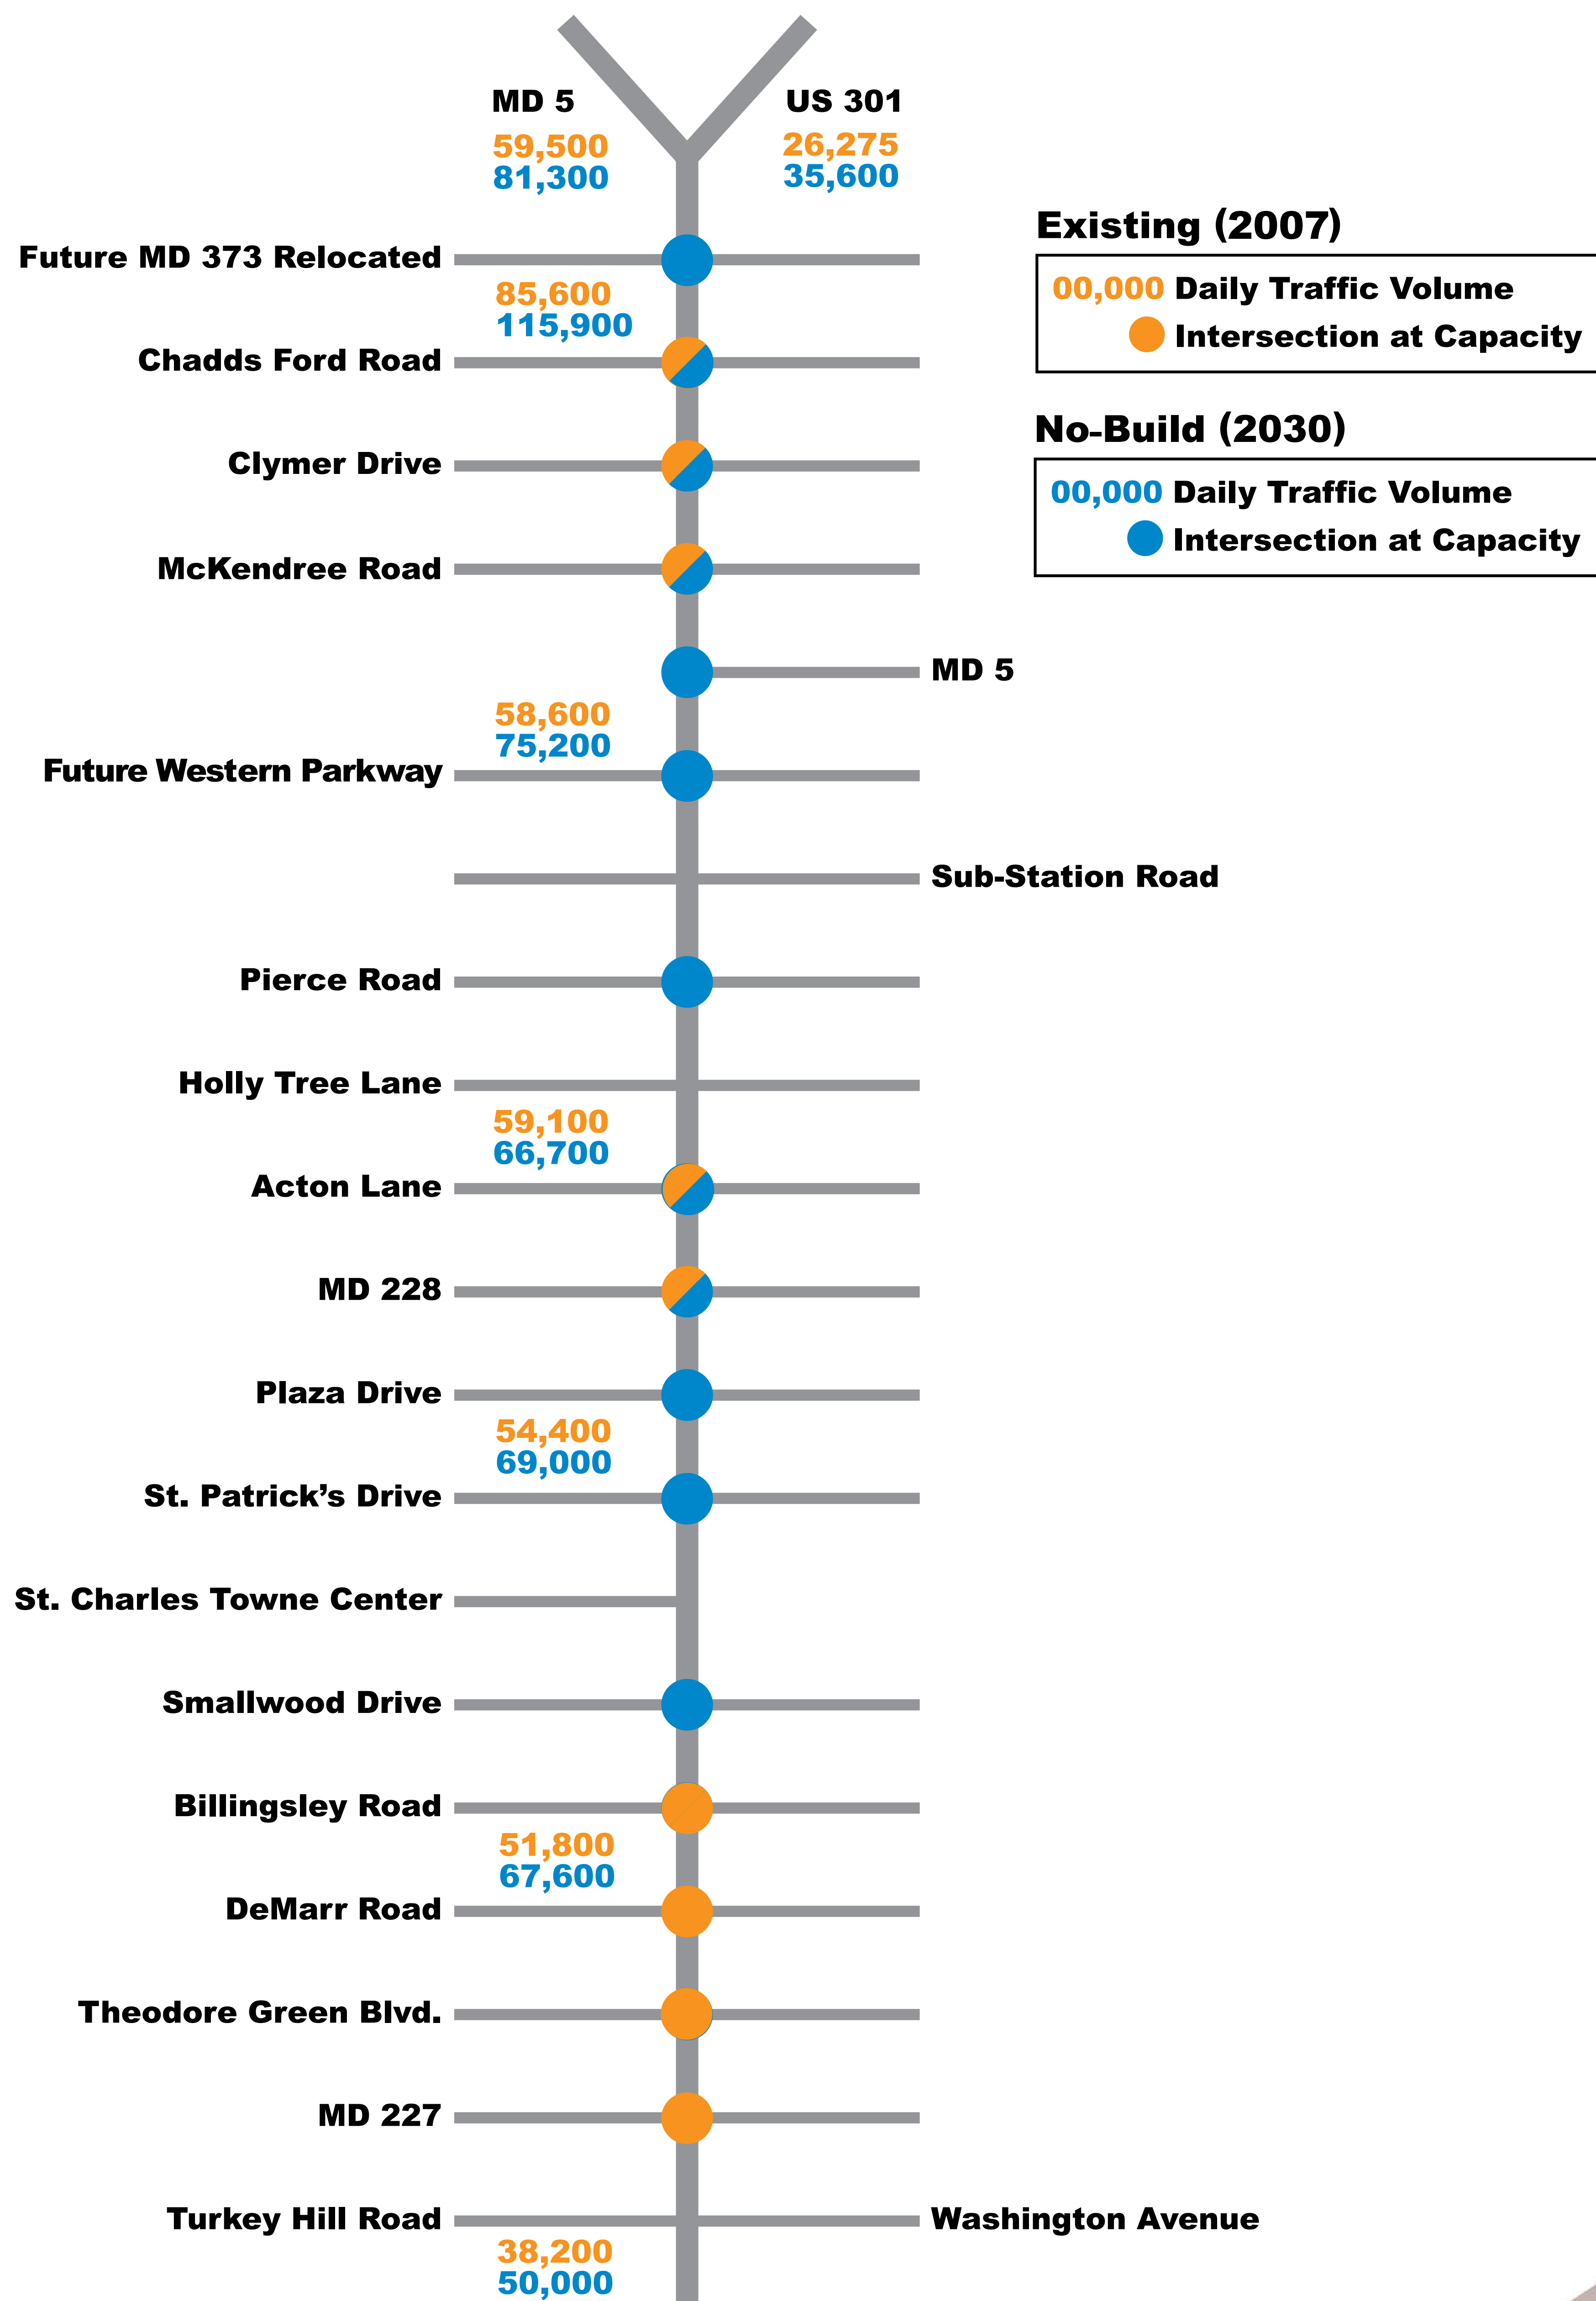 MD 5
US 301
59,500
26,275
81,300
35,600
Existing (2007)
Future MD 373 Relocated
00,000 Daily Traffic Volume
85,600
115,900
Intersection at Capacity
Chadds Ford Road
No-Build (2030)
Clymer Drive
00,000 Daily Traffic Volume
Intersection at Capacity
McKendree Road
MD 5
58,600
75,200
Future Western Parkway
Sub-Station Road
Pierce Road
Holly Tree Lane
59,100
66,700
Acton Lane
MD 228
Plaza Drive
54,400
69,000
St. Patrick’s Drive
St. Charles Towne Center
Smallwood Drive
Billingsley Road
51,800
67,600
DeMarr Road
Theodore Green Blvd.
MD 227
Turkey Hill Road
Washington Avenue
38,200
50,000